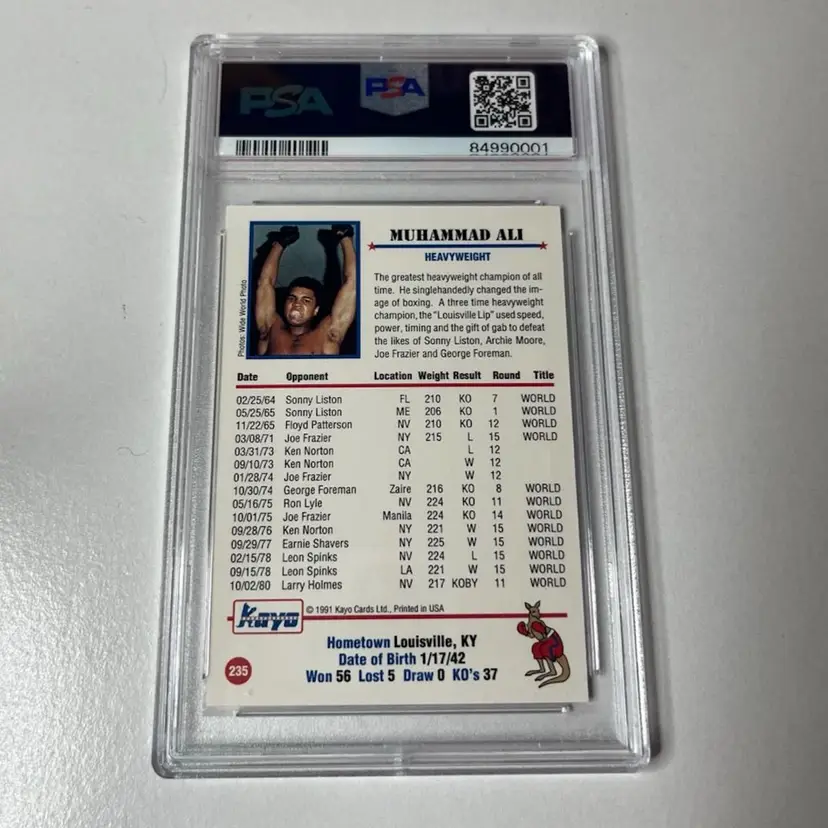 PSA
PSA
84990001
MUHAMMAD ALI
HEAVYWEIGHT
The greatest heavyweight champion of all
time. He singlehandedly changed the im-
age of boxing. A three time heavyweight
champion, the "Louisville Lip" used speed,
power, timing and the gift of gab to defeat
the likes of Sonny Liston, Archie Moore,
Joe Frazier and George Foreman.
Photos: Wide World Photo
Date Opponent Location Weight Result Round Title
02/25/64 Sonny Liston FL 210 KO 7 WORLD
05/25/65 Sonny Liston ME 206 KO 1 WORLD
11/22/65 Floyd Patterson NV 210 KO 12 WORLD
03/08/71 Joe Frazier NY 215 L 15 WORLD
03/31/73 Ken Norton CA L 12
09/10/73 Ken Norton CA W 12
01/28/74 Joe Frazier NY W 12
10/30/74 George Foreman Zaire 216 KO 8 WORLD
05/16/75 Ron Lyle NV 224 KO 11 WORLD
10/01/75 Joe Frazier Manila 224 KO 14 WORLD
09/28/76 Ken Norton NY 221 W 15 WORLD
09/29/77 Earnie Shavers NY 225 W 15 WORLD
02/15/78 Leon Spinks NV 224 L 15 WORLD
09/15/78 Leon Spinks LA 221 W 15 WORLD
10/02/80 Larry Holmes NV 217 KOBY 11 WORLD
Kayo © 1991 Kayo Cards Ltd., Printed in USA
Hometown Louisville, KY
Date of Birth 1/17/42
Won 56 Lost 5 Draw 0 KO's 37
235